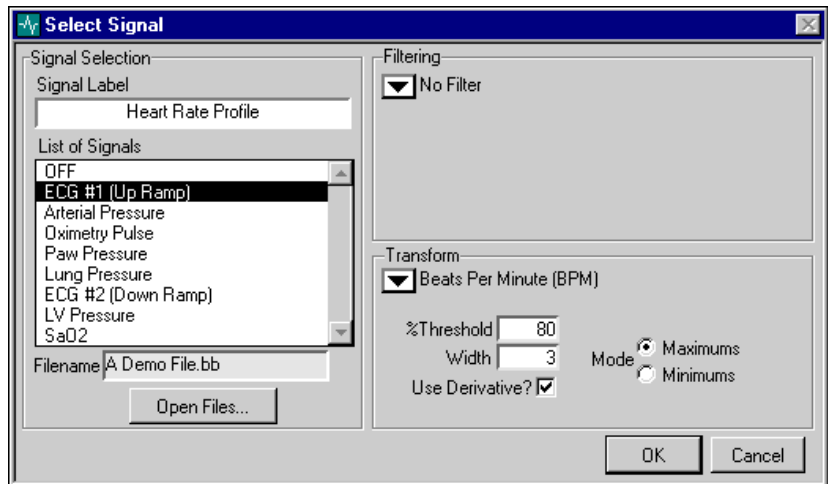 Select Signal
Signal Selection
Signal Label
Heart Rate Profile
List of Signals
OFF
ECG #1 (Up Ramp)
Arterial Pressure
Oximetry Pulse
Paw Pressure
Lung Pressure
ECG #2 (Down Ramp)
LV Pressure
SaO2
Filename A Demo File.bb
Open Files...
Filtering
No Filter
Transform
Beats Per Minute (BPM)
%Threshold 80
Width 3
Use Derivative?
Mode
Maximums
Minimums
OK
Cancel